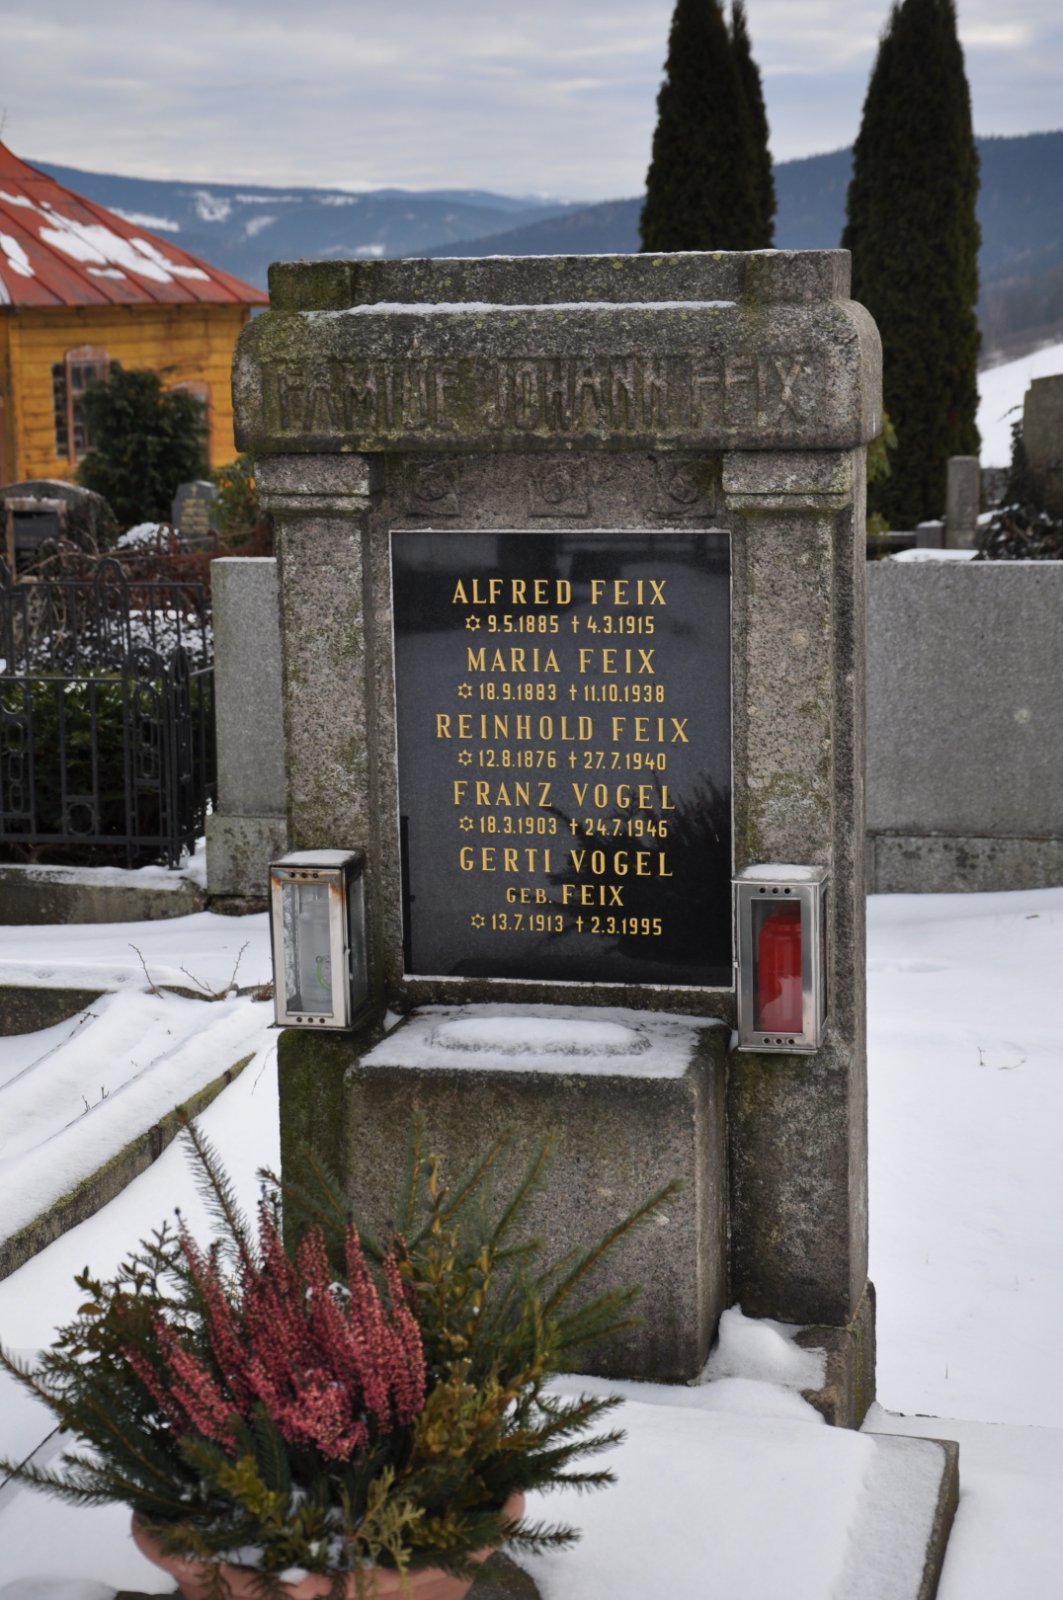 FAMILIE JOHANN FEIX
ALFRED FEIX
✡ 9.5.1885 † 4.3.1915
MARIA FEIX
✡ 18.9.1883 † 11.10.1938
REINHOLD FEIX
✡ 12.8.1876 † 27.7.1940
FRANZ VOGEL
✡ 18.3.1903 † 24.7.1946
GERTI VOGEL
GEB. FEIX
✡ 13.7.1913 † 2.3.1995